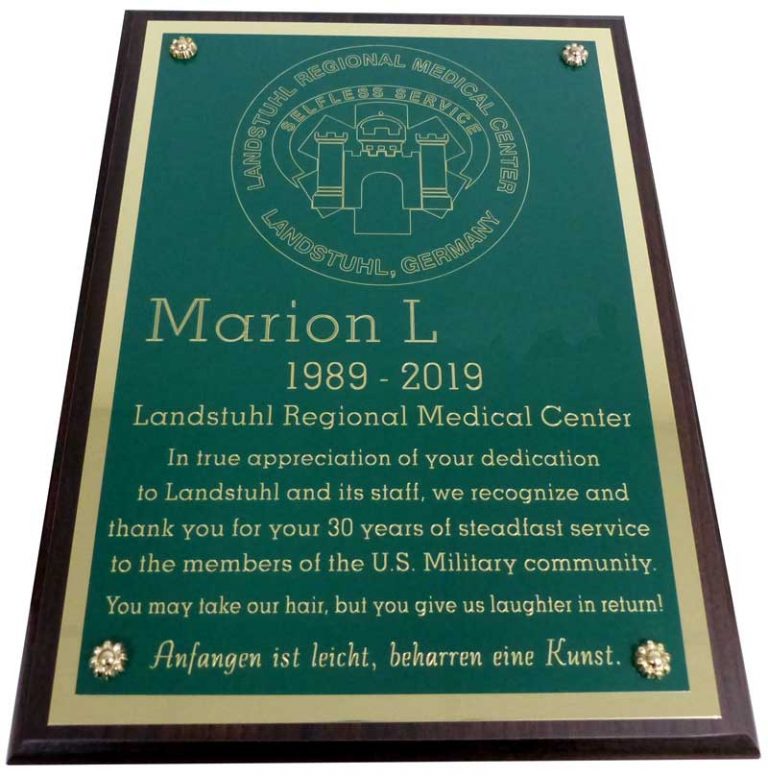 LANDSTUHL REGIONAL MEDICAL CENTER
SELFLESS SERVICE
LANDSTUHL, GERMANY
Marion L
1989 - 2019
Landstuhl Regional Medical Center
In true appreciation of your dedication
to Landstuhl and its staff, we recognize and
thank you for your 30 years of steadfast service
to the members of the U.S. Military community.
You may take our hair, but you give us laughter in return!
Anfangen ist leicht, beharren eine Kunst.